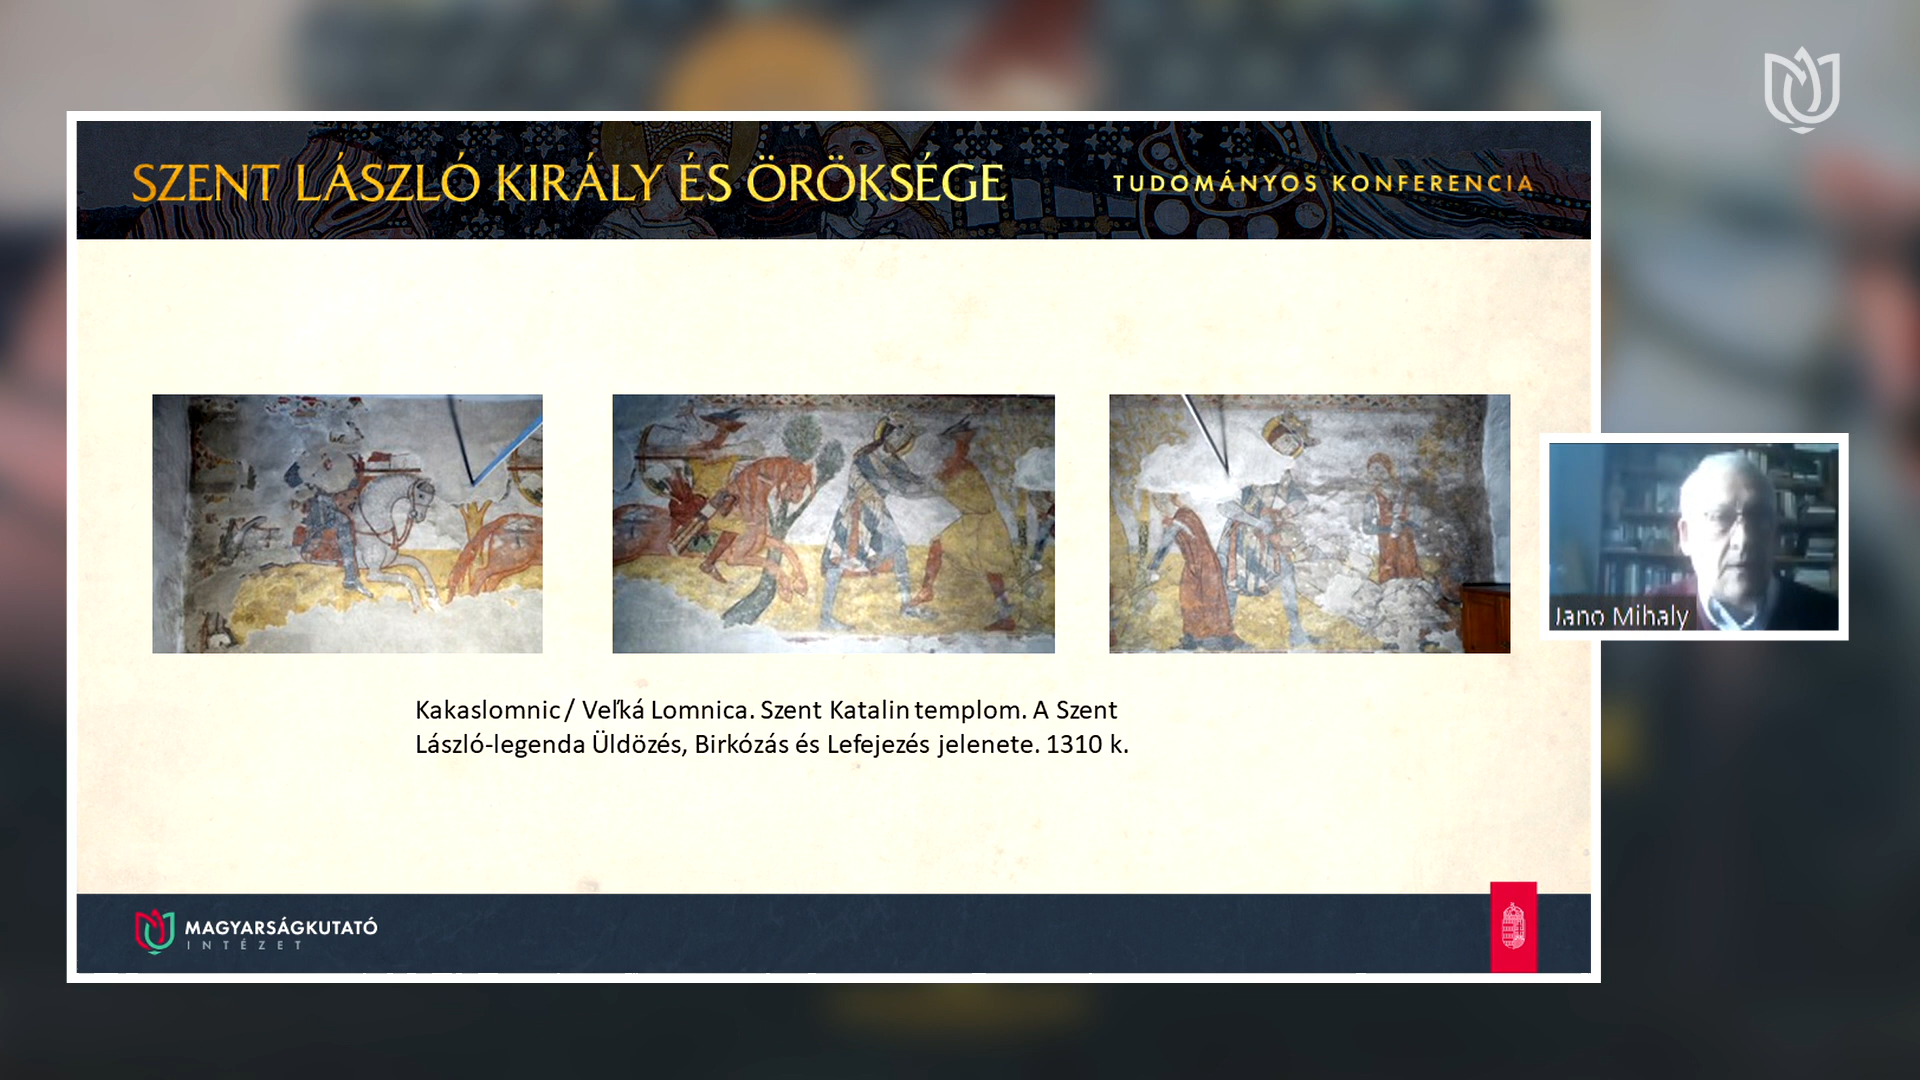 SZENT LÁSZLÓ KIRÁLY ÉS ÖRÖKSÉGE
TUDOMÁNYOS KONFERENCIA
Jano Mihaly
Kakaslomnic / Veľká Lomnica. Szent Katalin templom. A Szent
László-legenda Üldözés, Birkózás és Lefejezés jelenete. 1310 k.
MAGYARSÁGKUTATÓ
INTÉZET